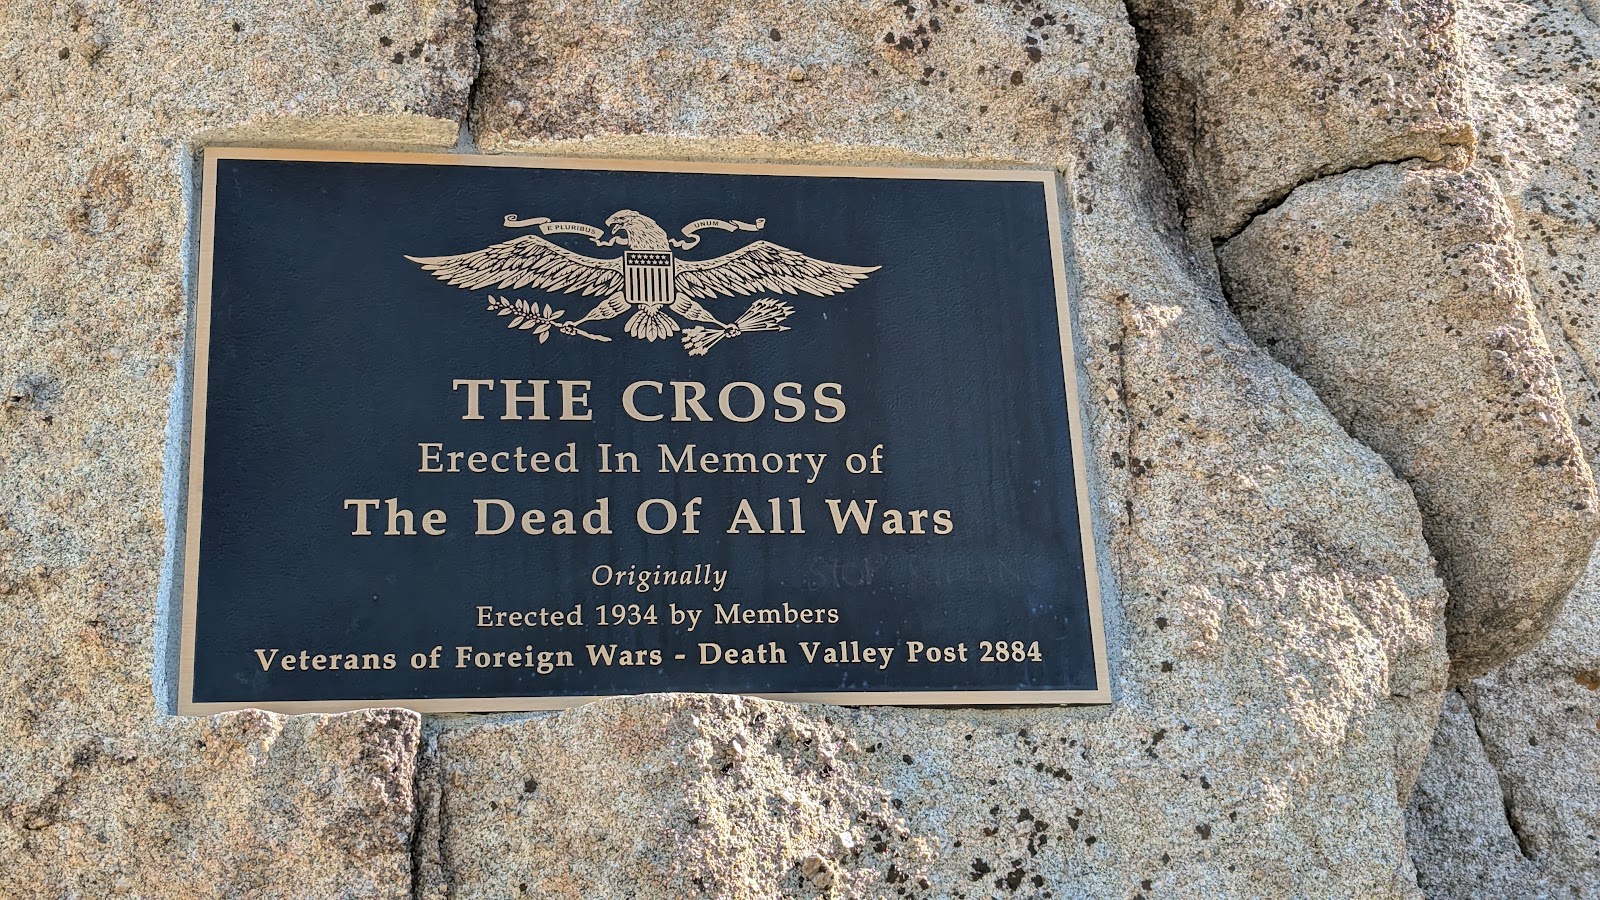 E PLURIBUS UNUM
THE CROSS
Erected In Memory of
The Dead Of All Wars
Originally
Erected 1934 by Members
Veterans of Foreign Wars - Death Valley Post 2884